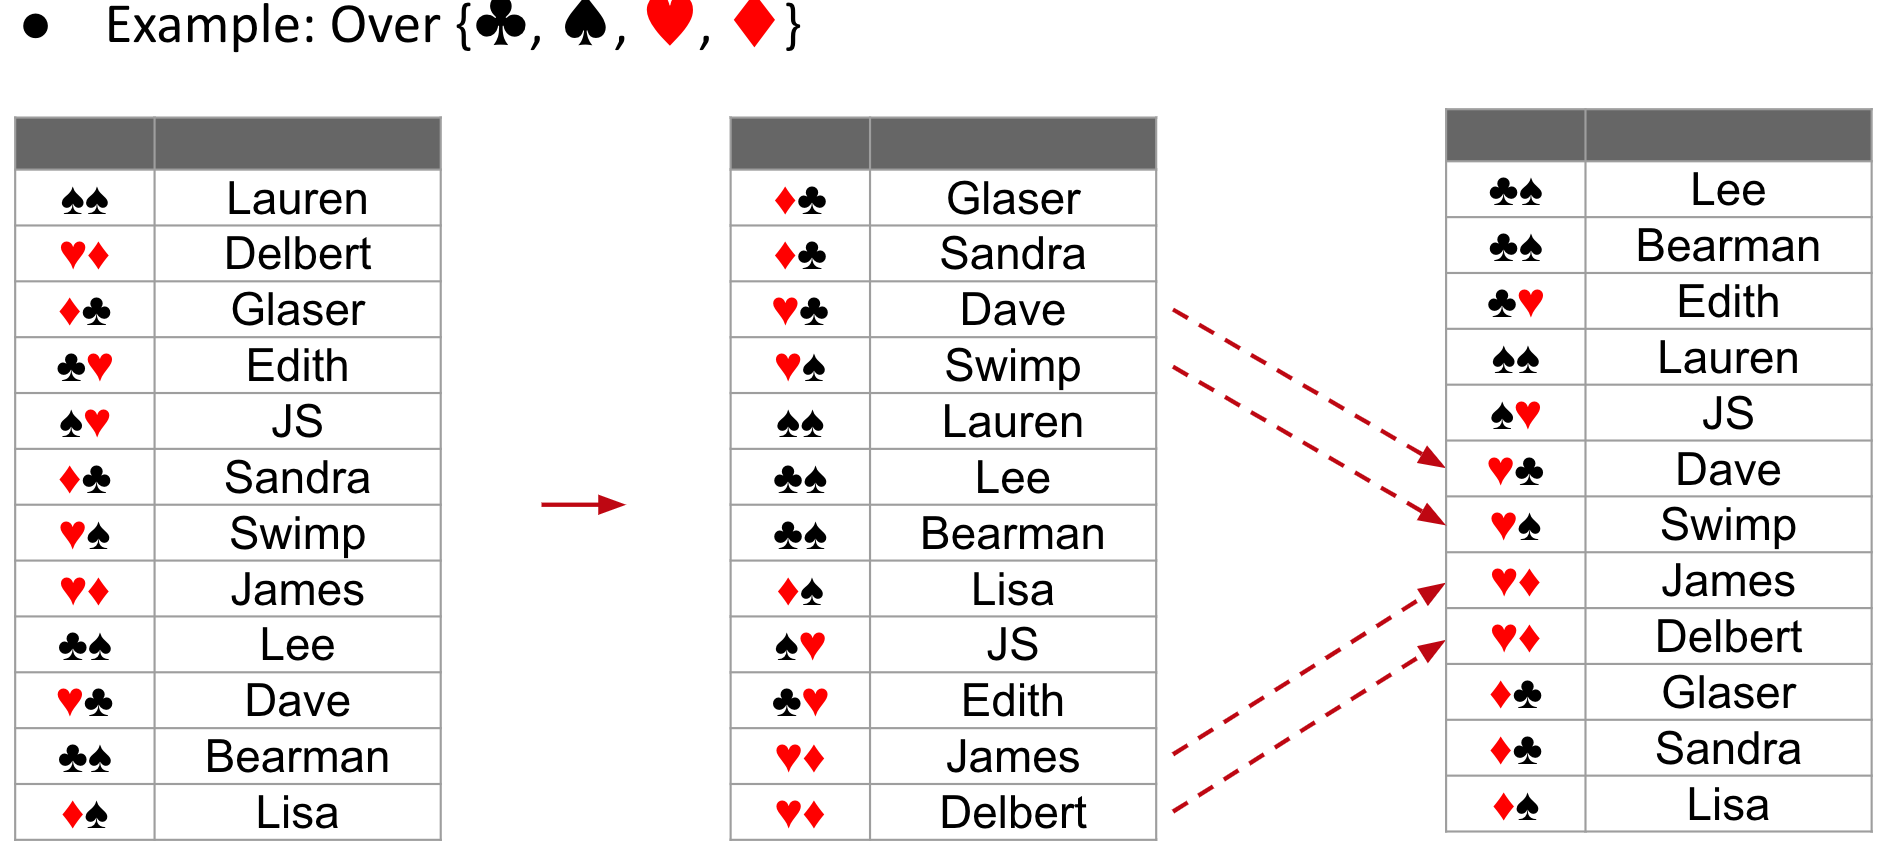 ● Example: Over {♣, ♠, ♥, ♦}
♠♠ Lauren
♥♦ Delbert
♦♣ Glaser
♣♥ Edith
♠♥ JS
♦♣ Sandra
♥♠ Swimp
♥♦ James
♣♠ Lee
♥♣ Dave
♣♠ Bearman
♦♠ Lisa
♦♣ Glaser
♦♣ Sandra
♥♣ Dave
♥♠ Swimp
♠♠ Lauren
♣♠ Lee
♣♠ Bearman
♦♠ Lisa
♠♥ JS
♣♥ Edith
♥♦ James
♥♦ Delbert
♣♠ Lee
♣♠ Bearman
♣♥ Edith
♠♠ Lauren
♠♥ JS
♥♣ Dave
♥♠ Swimp
♥♦ James
♥♦ Delbert
♦♣ Glaser
♦♣ Sandra
♦♠ Lisa